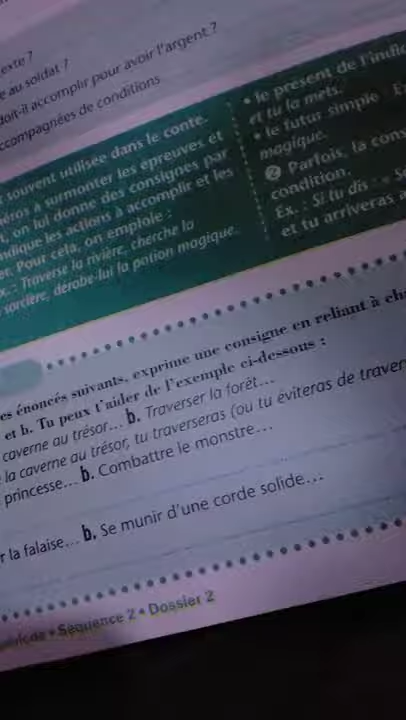 exte ?
e au soldat ?
doit-il accomplir pour avoir l'argent ?
ccompagnées de conditions
souvent utilisée dans le conte.
héros à surmonter les épreuves et
t, on lui donne des consignes par
ndique les actions à accomplir et les
er. Pour cela, on emploie :
x. : Traverse la rivière, cherche la
sorcière, dérobe-lui la potion magique.
• le présent de l'indic
et tu la mets.
• le futur simple : Ex
magique.
❷ Parfois, la cons
condition.
Ex. : Si tu dis : « Se
et tu arriveras à
es énoncés suivants, exprime une consigne en reliant à cha
et b. Tu peux t'aider de l'exemple ci-dessous :
caverne au trésor... b. Traverser la forêt...
la caverne au trésor, tu traverseras (ou tu éviteras de traver
princesse... b. Combattre le monstre...
r la falaise... b. Se munir d'une corde solide...
• Séquence 2 • Dossier 2